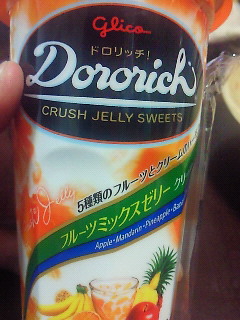 glico
ドロリッチ!
Dororich
CRUSH JELLY SWEETS
5種類のフルーツとクリームの
フルーツミックスゼリー クリー
Apple・Mandarin・Pineapple・Bana